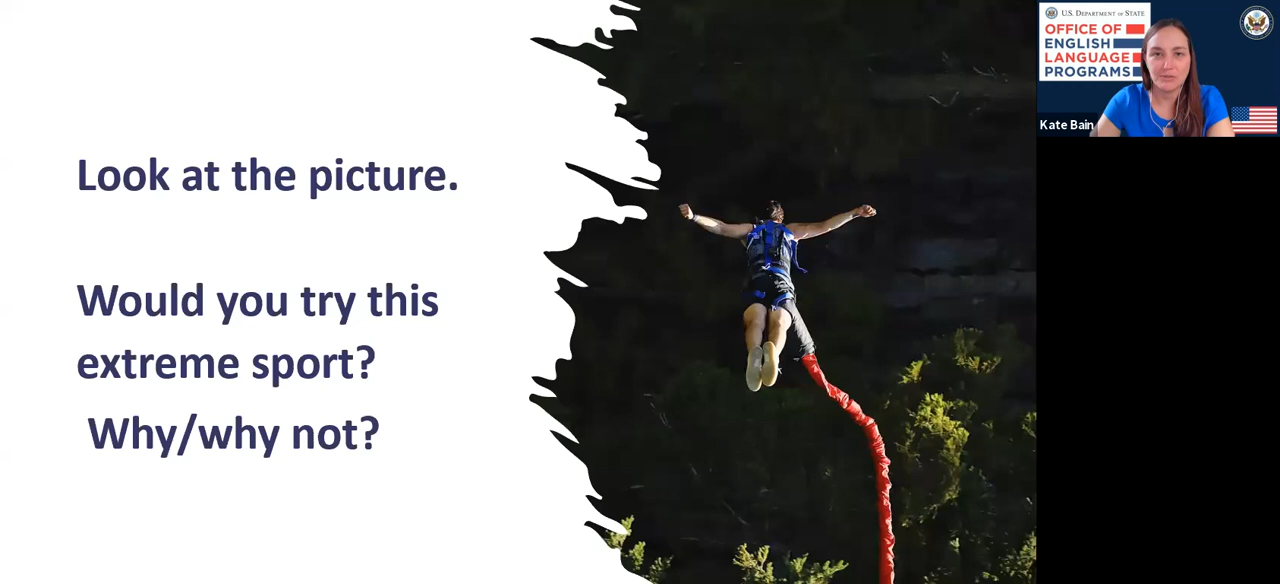 Look at the picture.
Would you try this
extreme sport?
Why/why not?
U.S. DEPARTMENT OF STATE
OFFICE OF
ENGLISH
LANGUAGE
PROGRAMS
Kate Bain